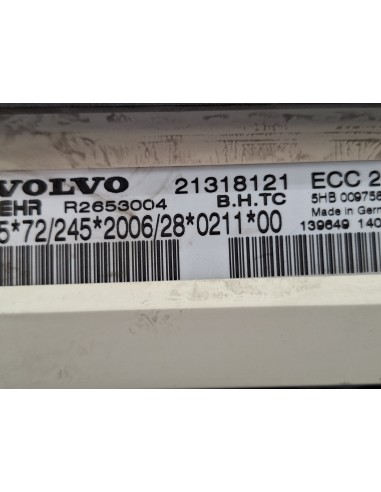 VOLVO 21318121 ECC 2
EHR R2653004 B.H.TC 5HB 009758
5*72/245*2006/28*0211*00 Made in Germ
139649 140